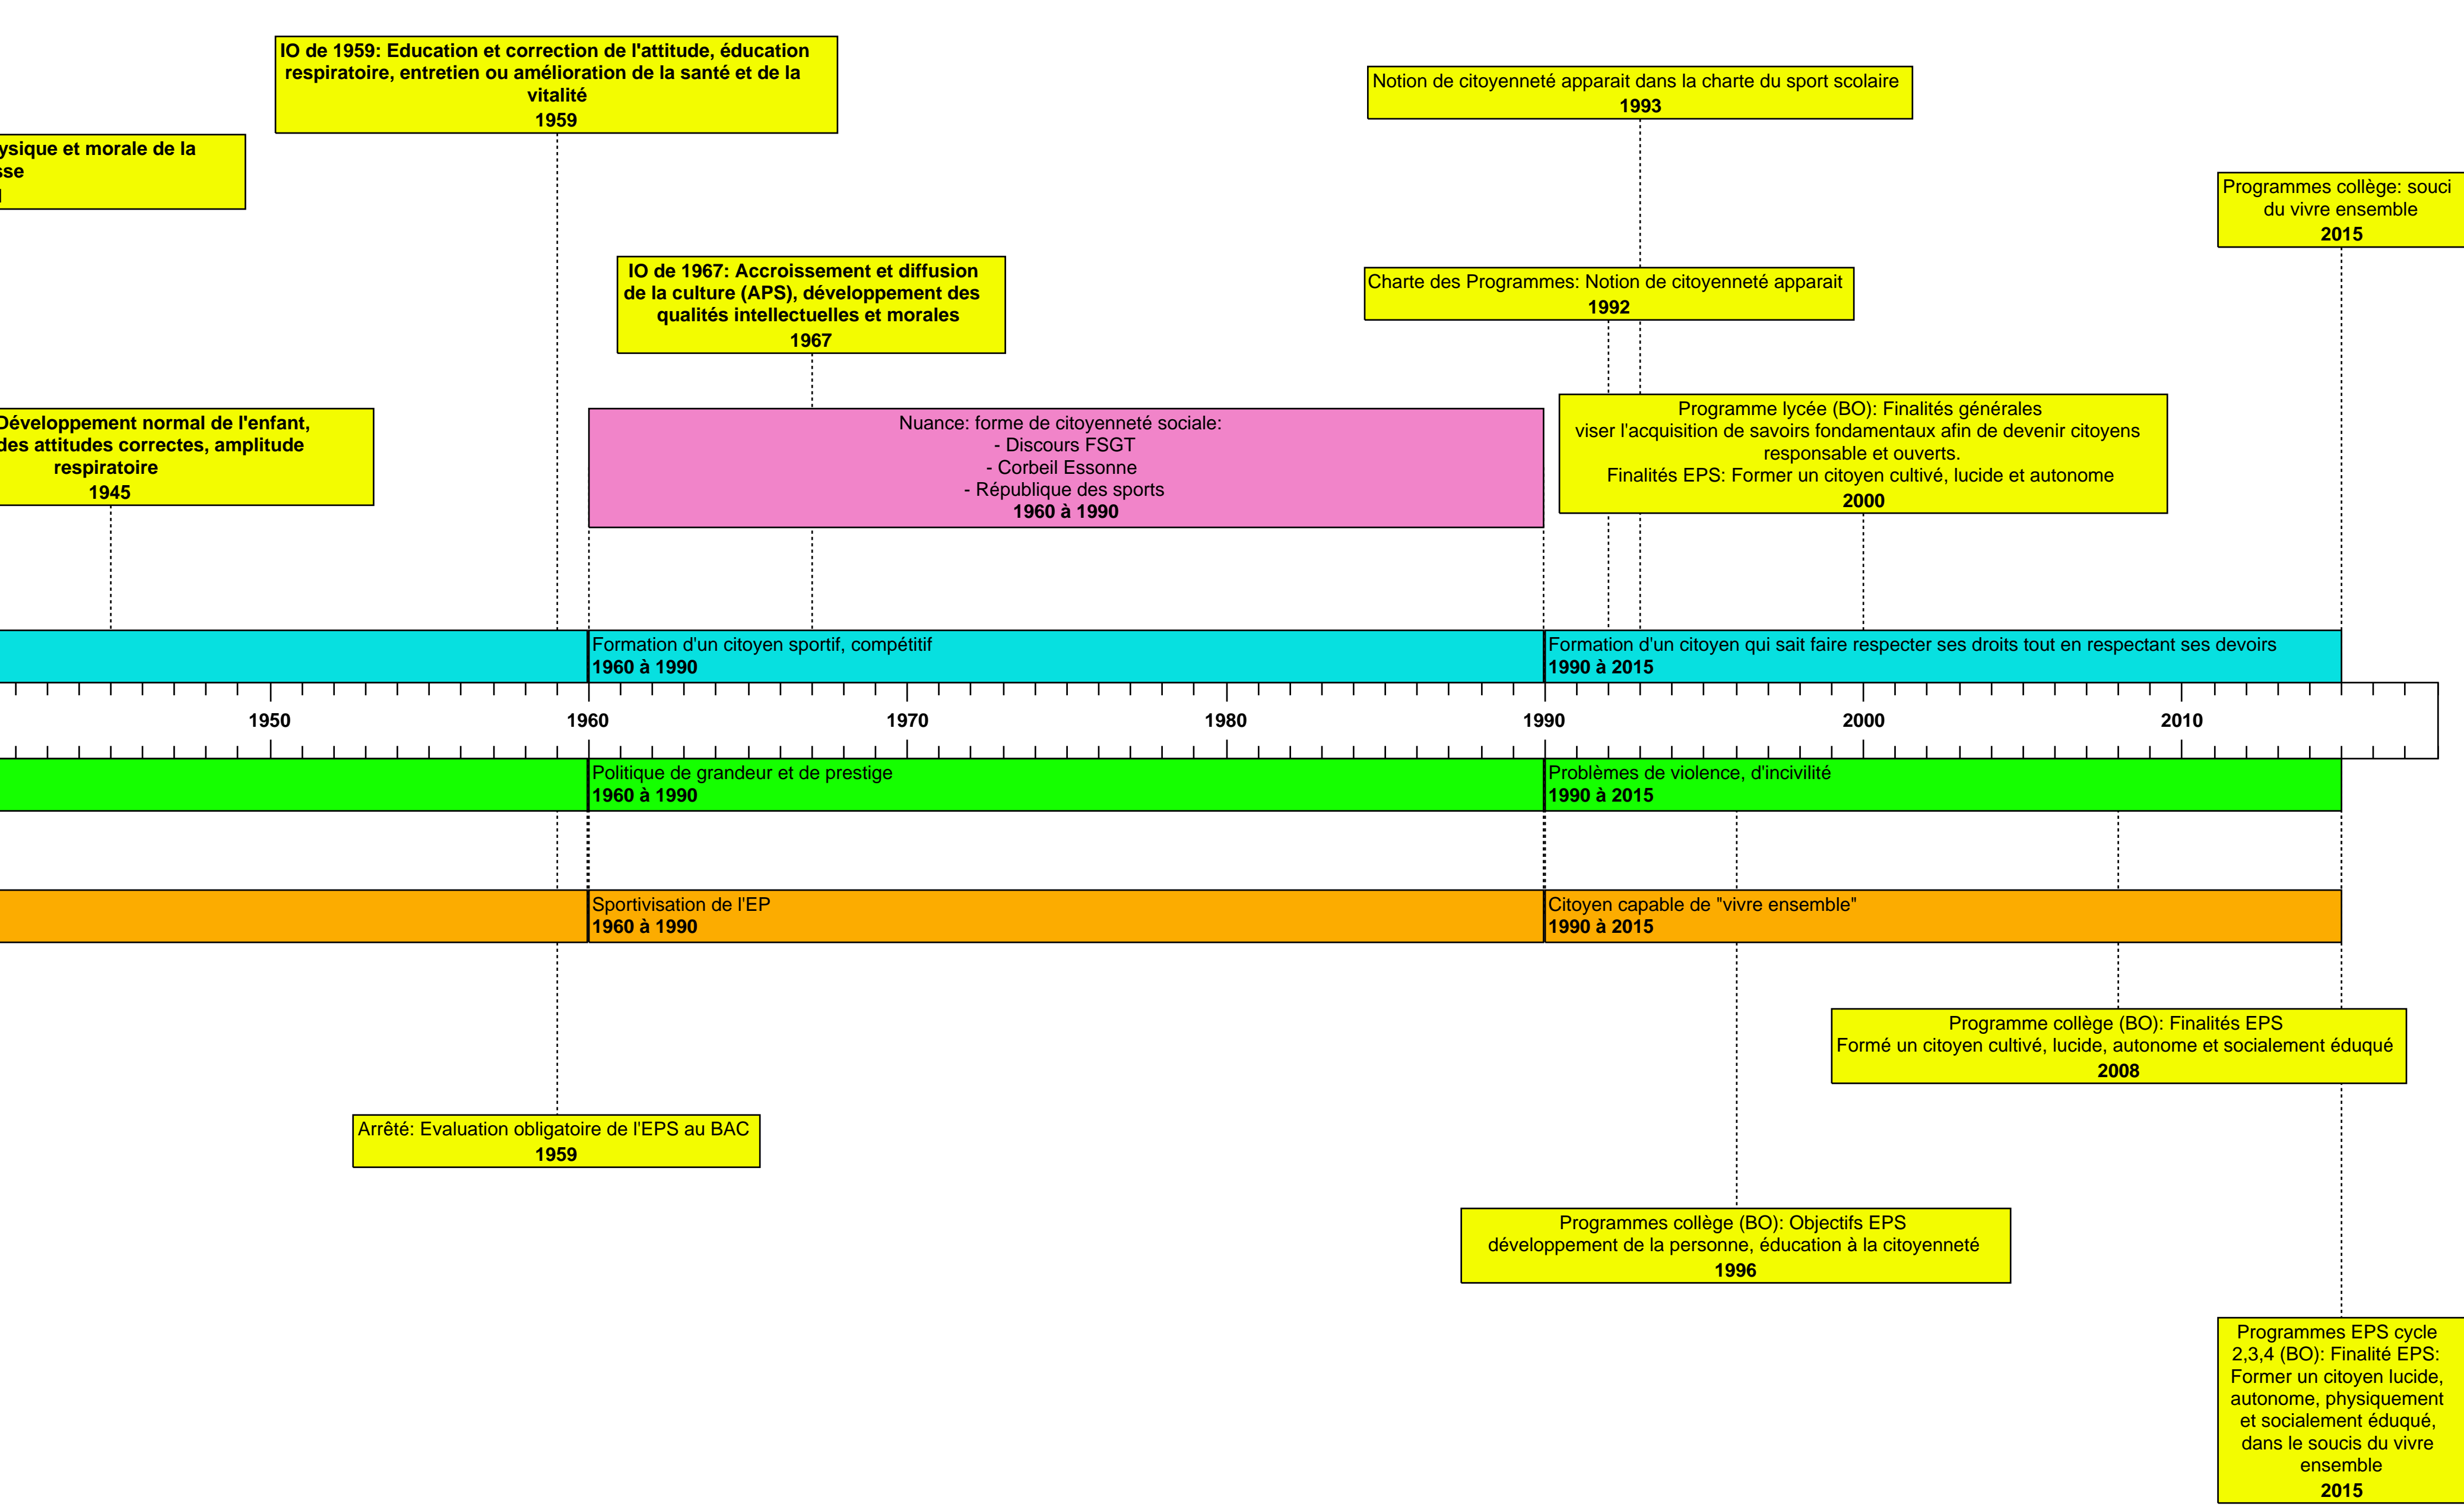 IO de 1959: Education et correction de l'attitude, éducation
respiratoire, entretien ou amélioration de la santé et de la
vitalité
1959
Notion de citoyenneté apparait dans la charte du sport scolaire
1993
et morale de la
Programmes collège: souci
du vivre ensemble
2015
IO de 1967: Accroissement et diffusion
de la culture (APS), développement des
qualités intellectuelles et morales
1967
Charte des Programmes: Notion de citoyenneté apparait
1992
Développement normal de l'enfant,
des attitudes correctes, amplitude
respiratoire
1945
Nuance: forme de citoyenneté sociale:
- Discours FSGT
- Corbeil Essonne
- République des sports
1960 à 1990
Programme lycée (BO): Finalités générales
viser l'acquisition de savoirs fondamentaux afin de devenir citoyens
responsable et ouverts.
Finalités EPS: Former un citoyen cultivé, lucide et autonome
2000
Formation d'un citoyen sportif, compétitif
1960 à 1990
Formation d'un citoyen qui sait faire respecter ses droits tout en respectant ses devoirs
1990 à 2015
1950 1960 1970 1980 1990 2000 2010
Politique de grandeur et de prestige
1960 à 1990
Problèmes de violence, d'incivilité
1990 à 2015
Sportivisation de l'EP
1960 à 1990
Citoyen capable de "vivre ensemble"
1990 à 2015
Programme collège (BO): Finalités EPS
Formé un citoyen cultivé, lucide, autonome et socialement éduqué
2008
Arrêté: Evaluation obligatoire de l'EPS au BAC
1959
Programmes collège (BO): Objectifs EPS
développement de la personne, éducation à la citoyenneté
1996
Programmes EPS cycle
2,3,4 (BO): Finalité EPS:
Former un citoyen lucide,
autonome, physiquement
et socialement éduqué,
dans le soucis du vivre
ensemble
2015